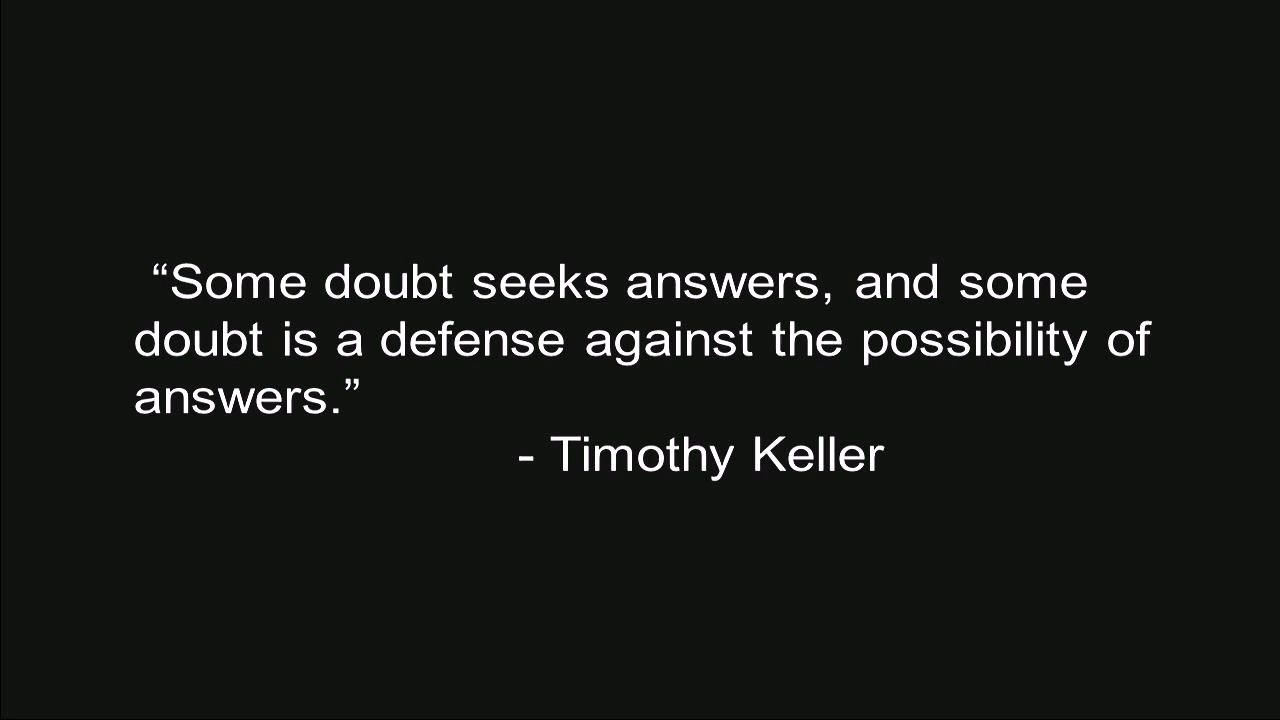 “Some doubt seeks answers, and some
doubt is a defense against the possibility of
answers.”
- Timothy Keller